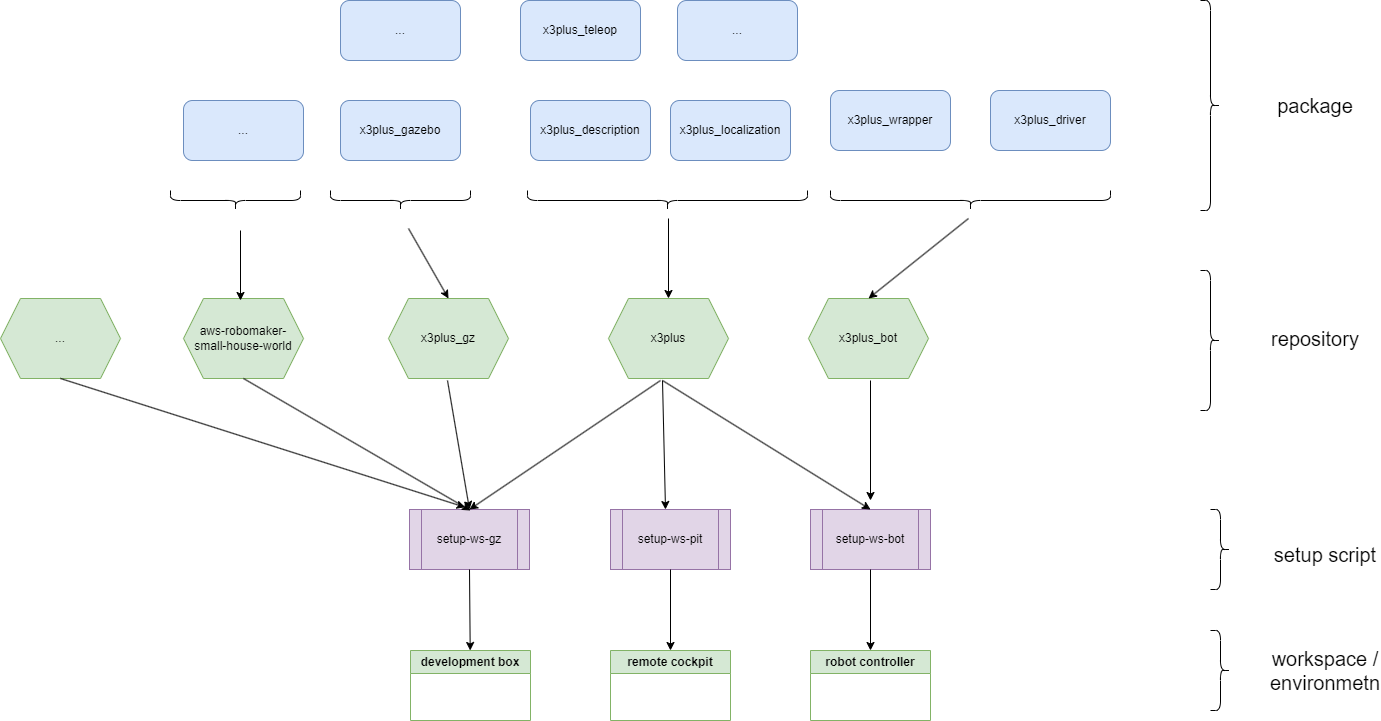 ...
x3plus_teleop
...
...
x3plus_gazebo
x3plus_description
x3plus_localization
x3plus_wrapper
x3plus_driver
package
...
aws-robomaker-
small-house-world
x3plus_gz
x3plus
x3plus_bot
repository
setup-ws-gz
setup-ws-pit
setup-ws-bot
setup script
development box
remote cockpit
robot controller
workspace /
environmetn